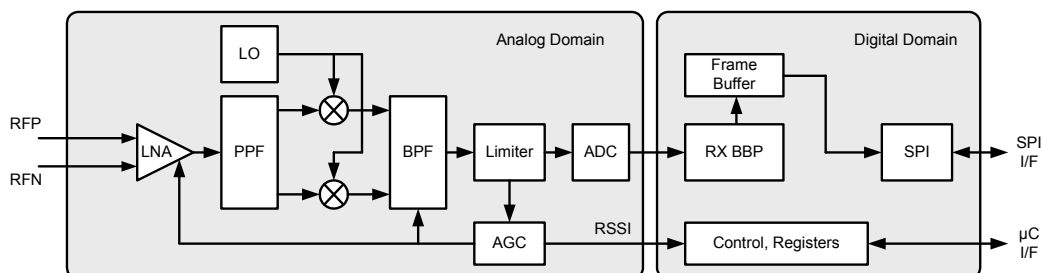 Analog Domain
Digital Domain
LO
Frame
Buffer
RFP
RFN
LNA
PPF
BPF
Limiter
ADC
RX BBP
SPI
SPI
I/F
AGC
RSSI
Control, Registers
µC
I/F